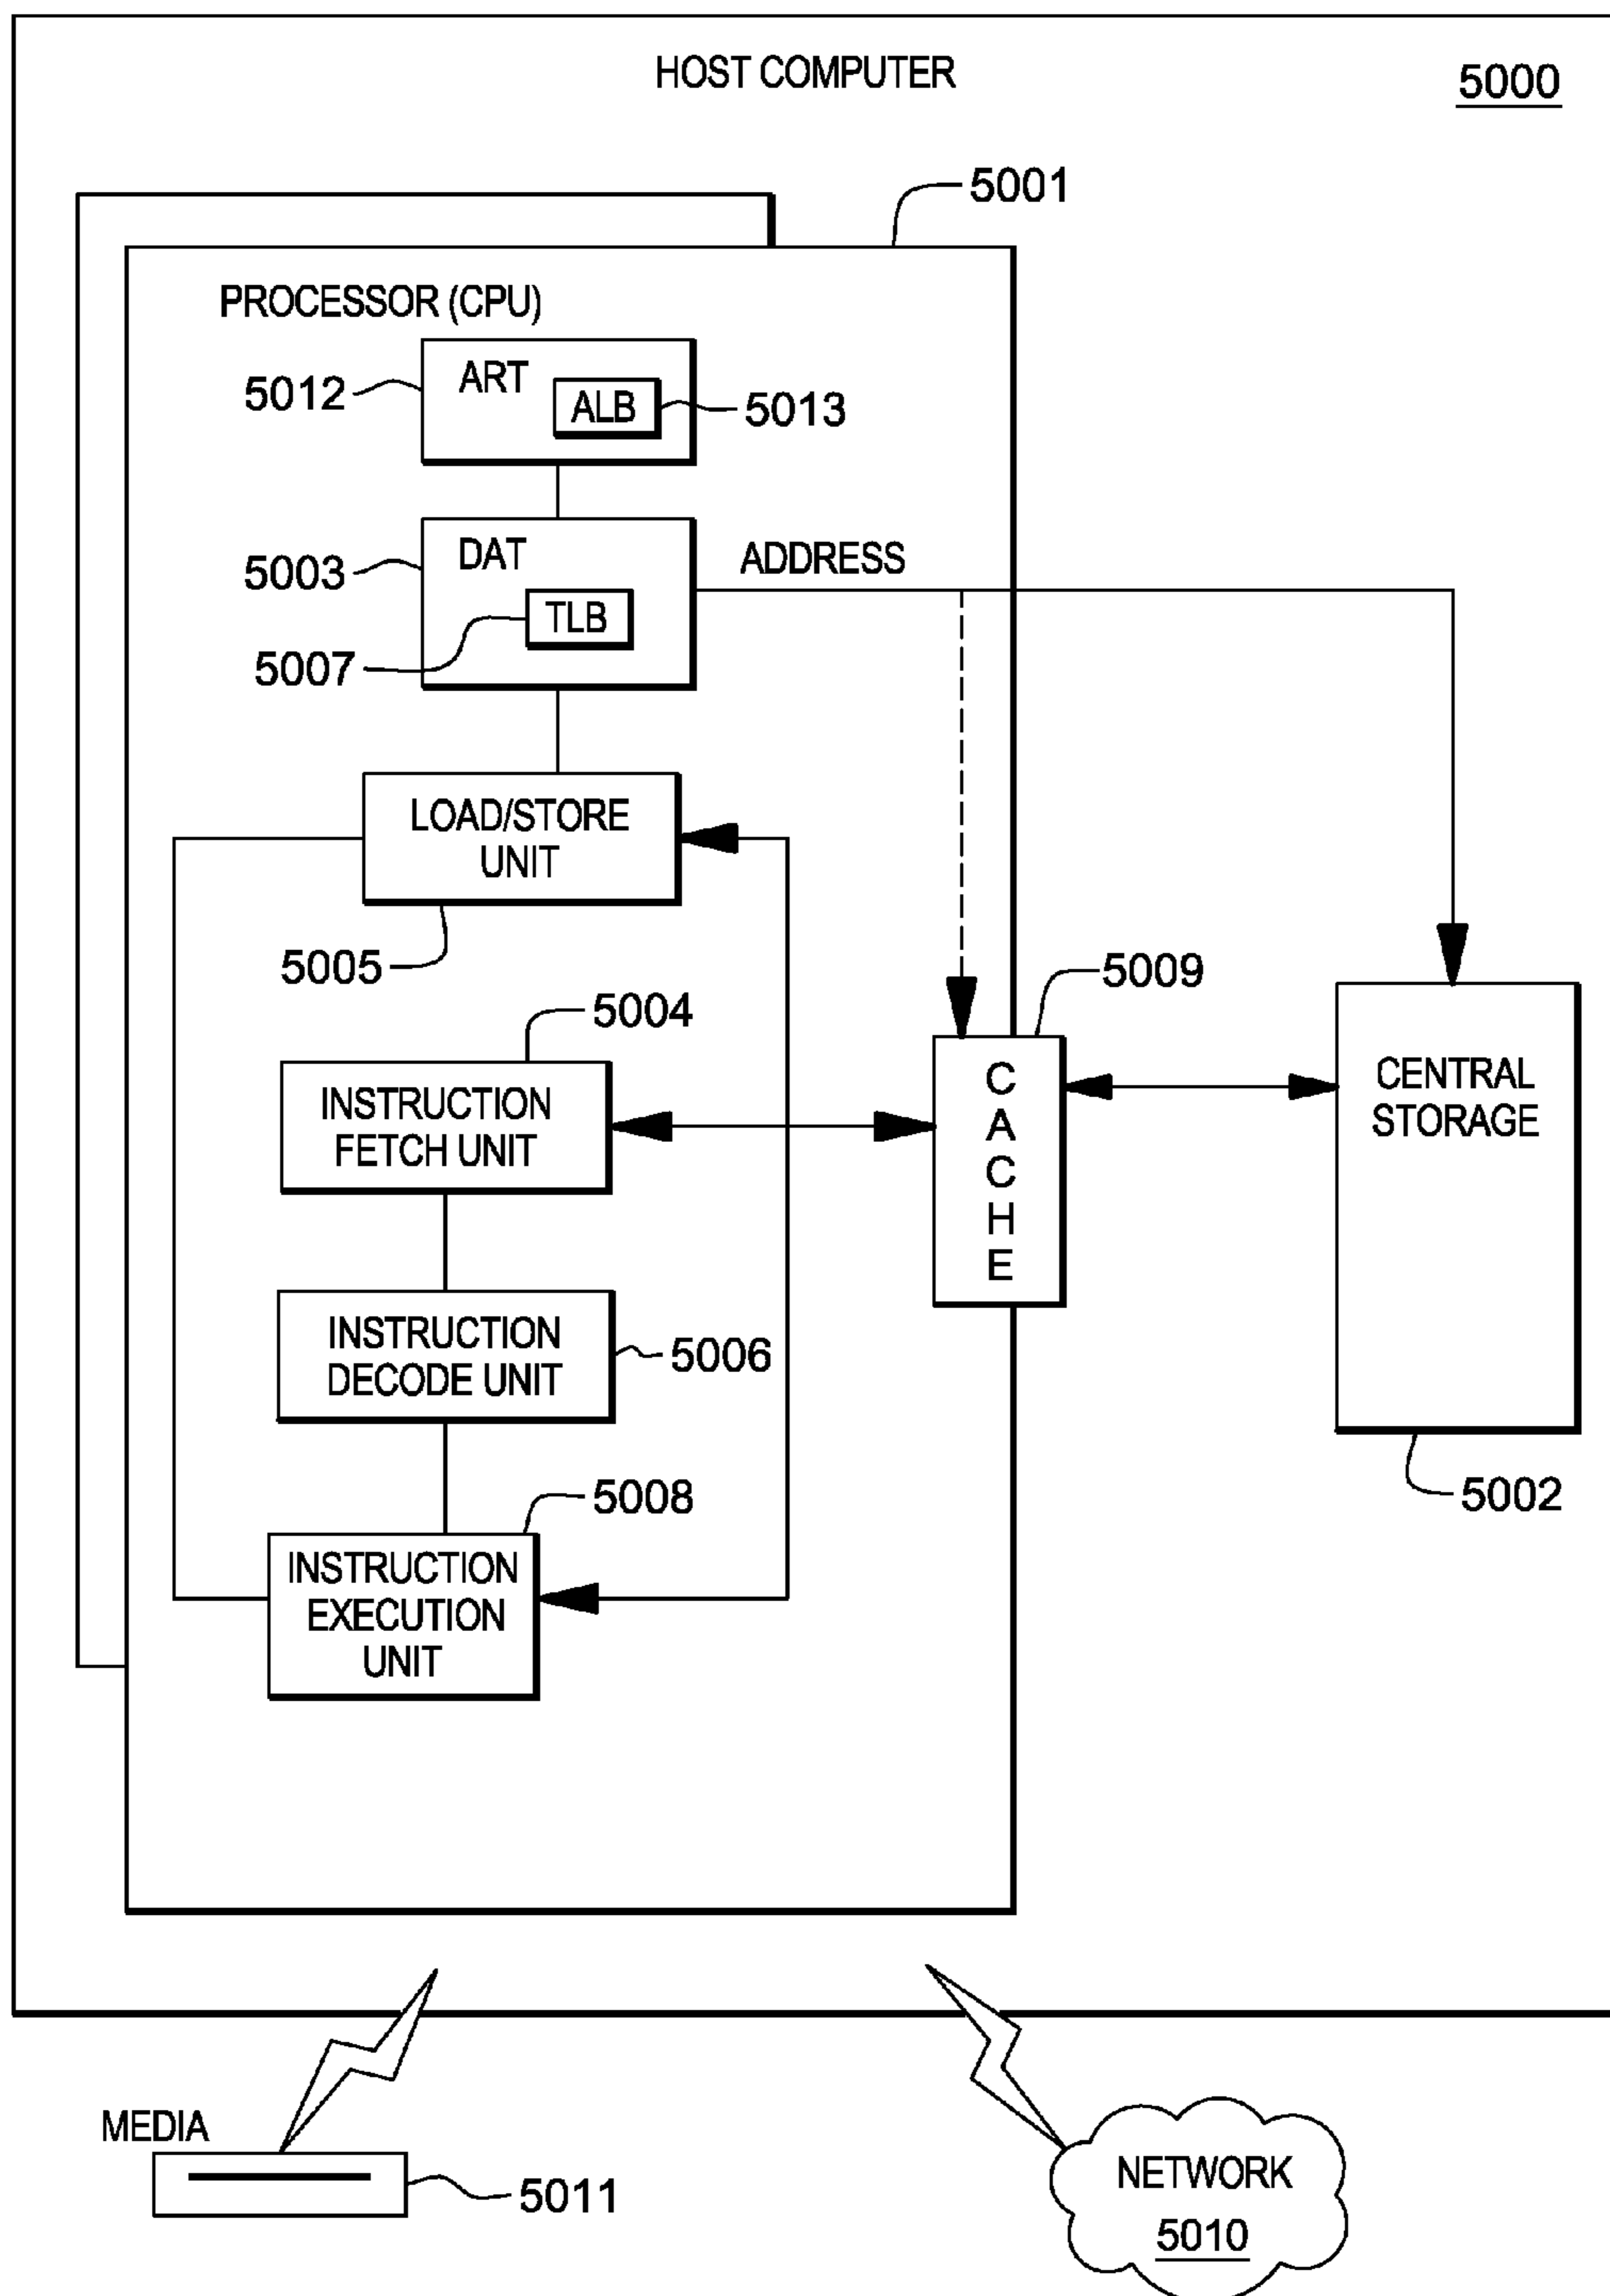 HOST COMPUTER
5000
5001
PROCESSOR (CPU)
ART
5012
ALB
5013
DAT
ADDRESS
5003
TLB
5007
LOAD/STORE
UNIT
5005
5009
5004
CACHE
INSTRUCTION
FETCH UNIT
CENTRAL
STORAGE
INSTRUCTION
DECODE UNIT
5006
5002
5008
INSTRUCTION
EXECUTION
UNIT
MEDIA
5011
NETWORK
5010